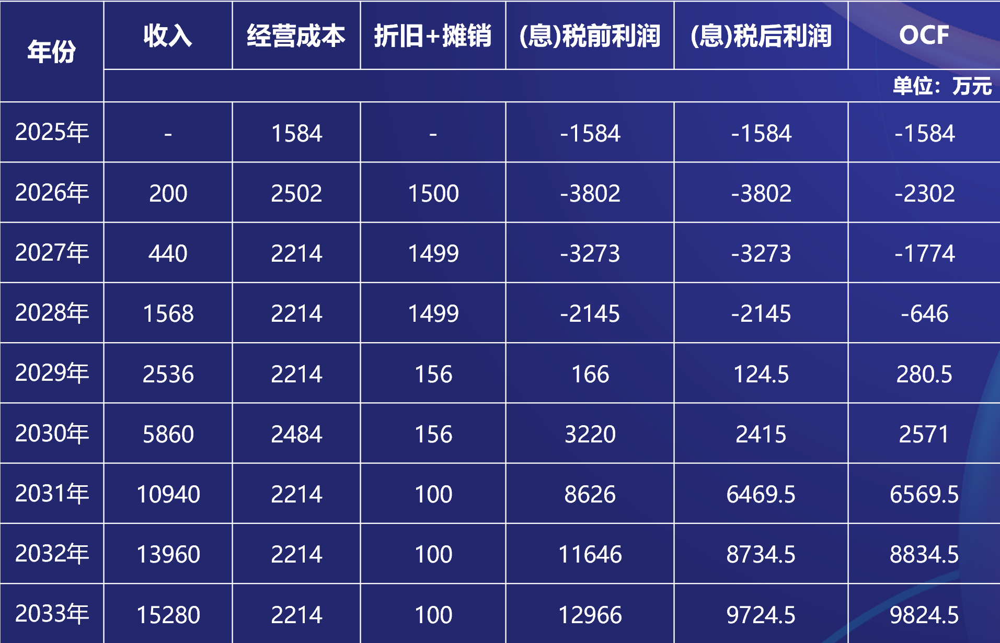 年份 收入 经营成本 折旧+摊销 (息)税前利润 (息)税后利润 OCF
单位：万元
2025年 - 1584 - -1584 -1584 -1584
2026年 200 2502 1500 -3802 -3802 -2302
2027年 440 2214 1499 -3273 -3273 -1774
2028年 1568 2214 1499 -2145 -2145 -646
2029年 2536 2214 156 166 124.5 280.5
2030年 5860 2484 156 3220 2415 2571
2031年 10940 2214 100 8626 6469.5 6569.5
2032年 13960 2214 100 11646 8734.5 8834.5
2033年 15280 2214 100 12966 9724.5 9824.5